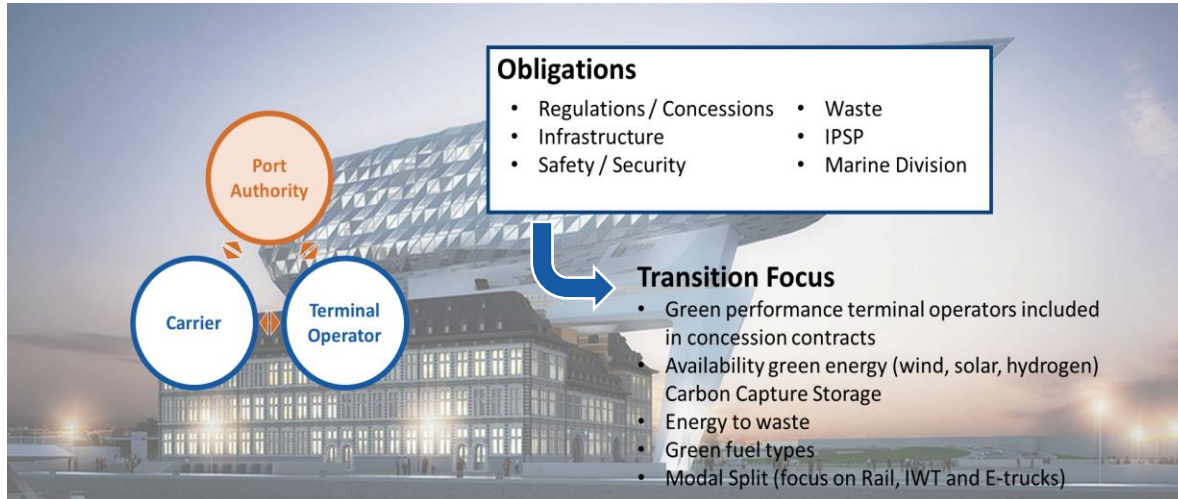 Obligations
• Regulations / Concessions
• Infrastructure
• Safety / Security
• Waste
• IPSP
• Marine Division
Port
Authority
Carrier
Terminal
Operator
Transition Focus
• Green performance terminal operators included
in concession contracts
• Availability green energy (wind, solar, hydrogen)
Carbon Capture Storage
• Energy to waste
• Green fuel types
• Modal Split (focus on Rail, IWT and E-trucks)